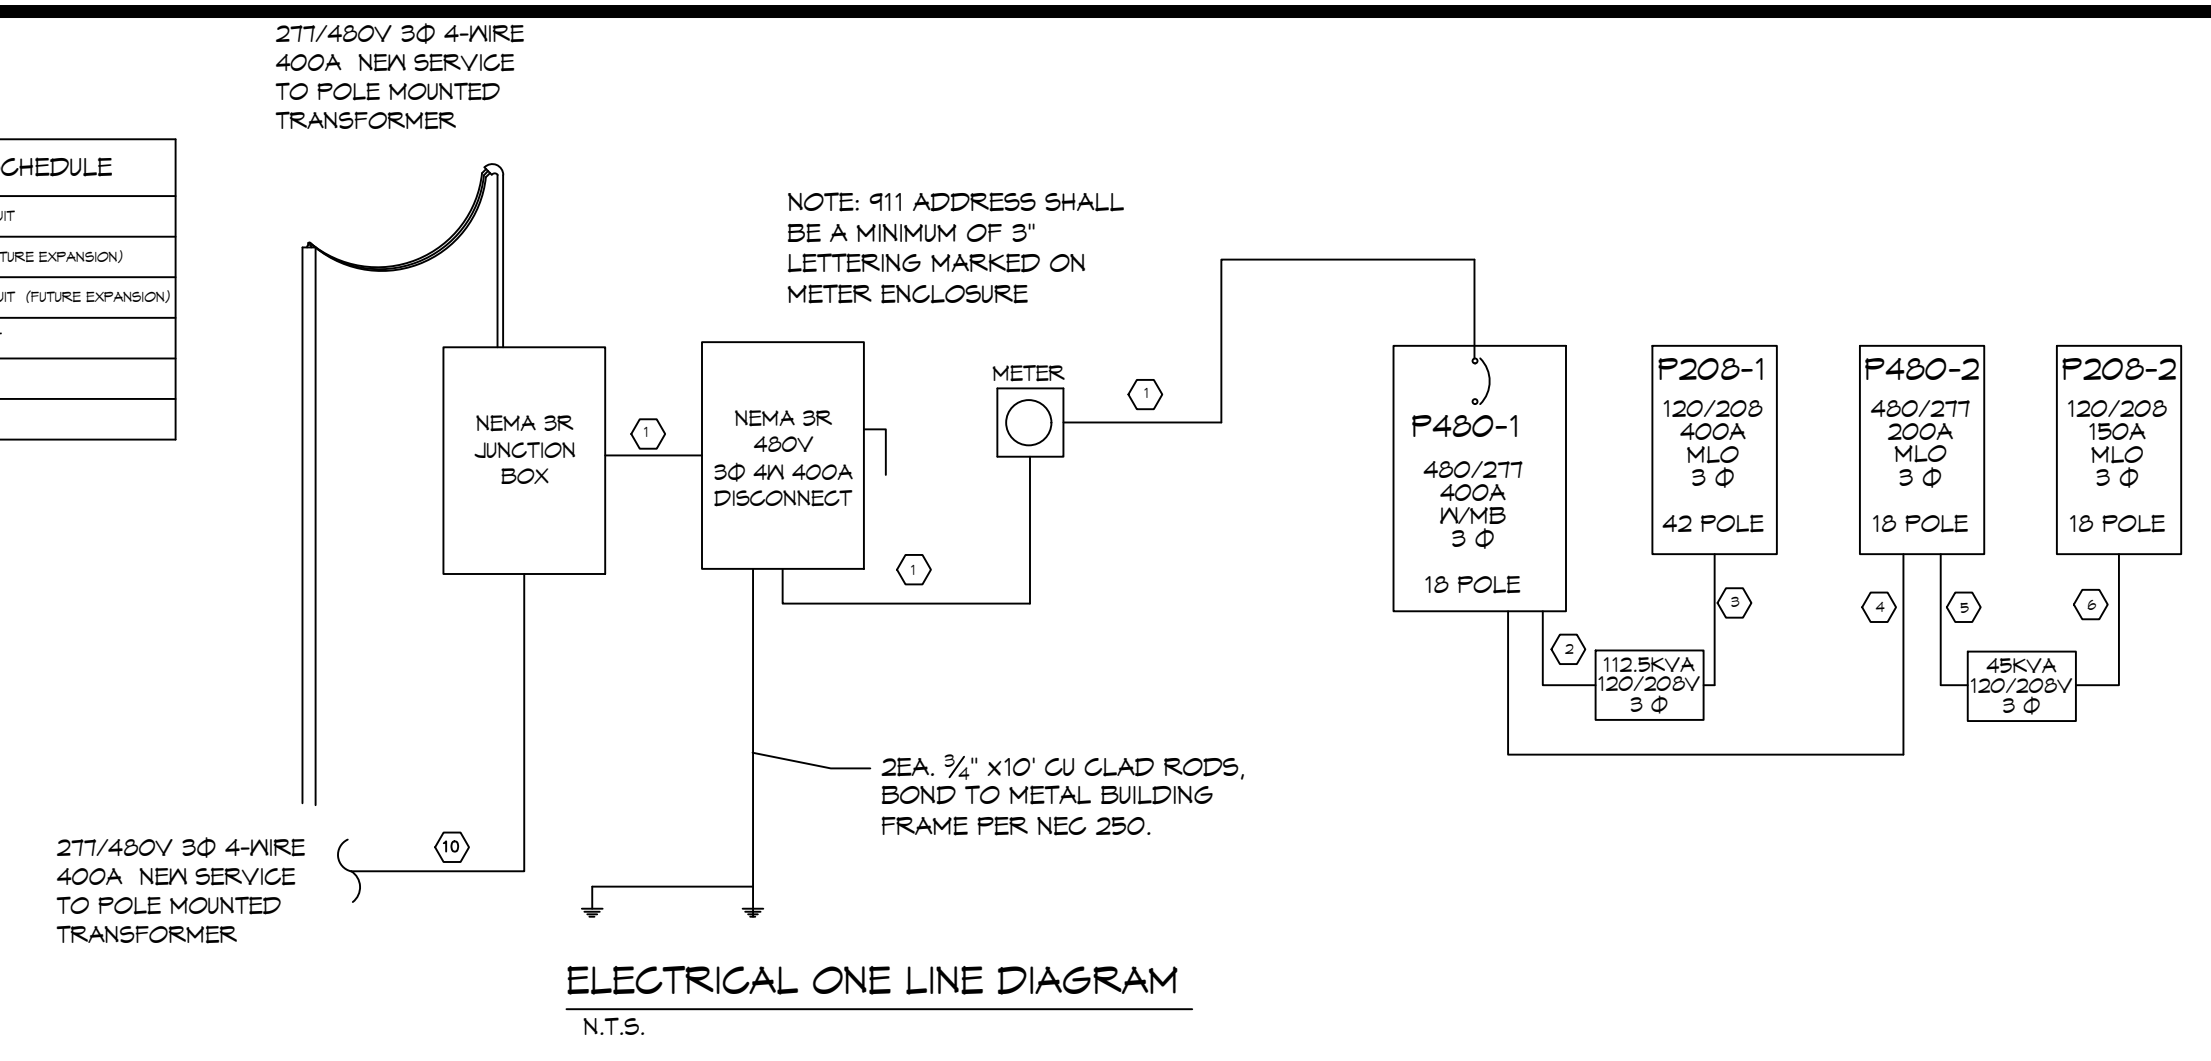 277/480V 3Φ 4-WIRE
400A NEW SERVICE
TO POLE MOUNTED
TRANSFORMER
CHEDULE
UIT
TURE EXPANSION)
UIT (FUTURE EXPANSION)
NOTE: 911 ADDRESS SHALL
BE A MINIMUM OF 3"
LETTERING MARKED ON
METER ENCLOSURE
NEMA 3R
JUNCTION
BOX
1
NEMA 3R
480V
3Φ 4W 400A
DISCONNECT
1
METER
1
P480-1
480/277
400A
W/MB
3 Φ
18 POLE
P208-1
120/208
400A
MLO
3 Φ
42 POLE
P480-2
480/277
200A
MLO
3 Φ
18 POLE
P208-2
120/208
150A
MLO
3 Φ
18 POLE
2
3
4
5
6
112.5KVA
120/208V
3 Φ
45KVA
120/208V
3 Φ
2EA. ¾" X10' CU CLAD RODS,
BOND TO METAL BUILDING
FRAME PER NEC 250.
277/480V 3Φ 4-WIRE
400A NEW SERVICE
TO POLE MOUNTED
TRANSFORMER
10
ELECTRICAL ONE LINE DIAGRAM
N.T.S.